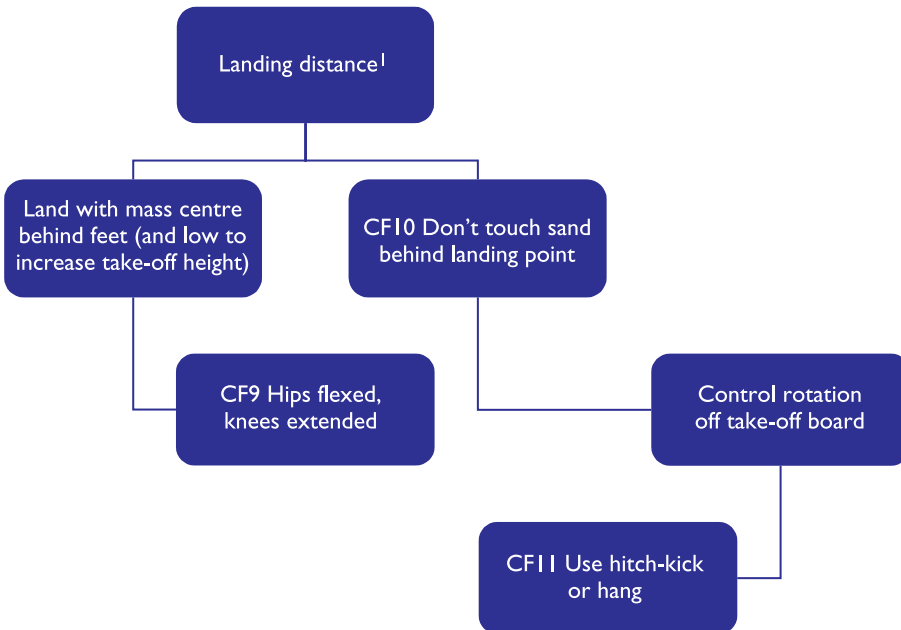 Landing distance¹
Land with mass centre
behind feet (and low to
increase take-off height)
CF10 Don't touch sand
behind landing point
CF9 Hips flexed,
knees extended
Control rotation
off take-off board
CF11 Use hitch-kick
or hang